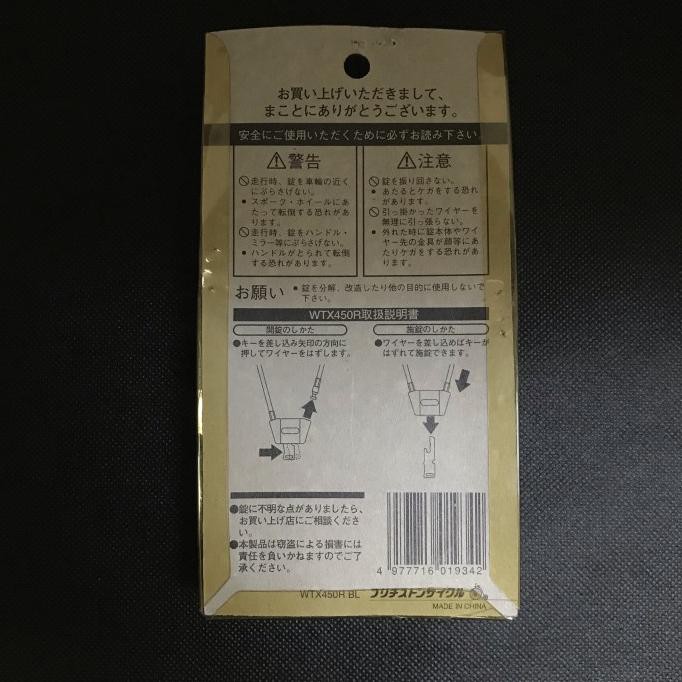 お買い上げいただきまして、
まことにありがとうございます。
安全にご使用いただくために必ずお読み下さい。
⚠警告
走行時、錠を車輪の近く
にぶらさげない。
• スポーク・ホイールにあ
たって転倒する恐れがあ
ります。
走行時、錠をハンドル・
ミラー等にぶらさげない。
• ハンドルがとられて転倒
する恐れがあります。
⚠注意
錠を振り回さない。
• あたるとケガをする恐れ
があります。
引っ掛かったワイヤーを
無理に引っ張らない。
• 外れた時に錠本体やワイ
ヤー先の金具が顔等にあ
たりケガをする恐れがあ
ります。
お願い
• 錠を分解、改造したり他の目的に使用しないで
下さい。
WTX450R取扱説明書
開錠のしかた
●キーを差し込み矢印の方向に
押してワイヤーをはずします。
施錠のしかた
●ワイヤーを差し込めばキーが
はずれて施錠できます。
●錠に不明な点がありましたら、
お買い上げ店にご相談くださ
い。
●本製品は窃盗による損害には
責任を負いかねますのでご了
承ください。
4 977716 019342
WTX450R BL
ブリヂストンサイクル
MADE IN CHINA